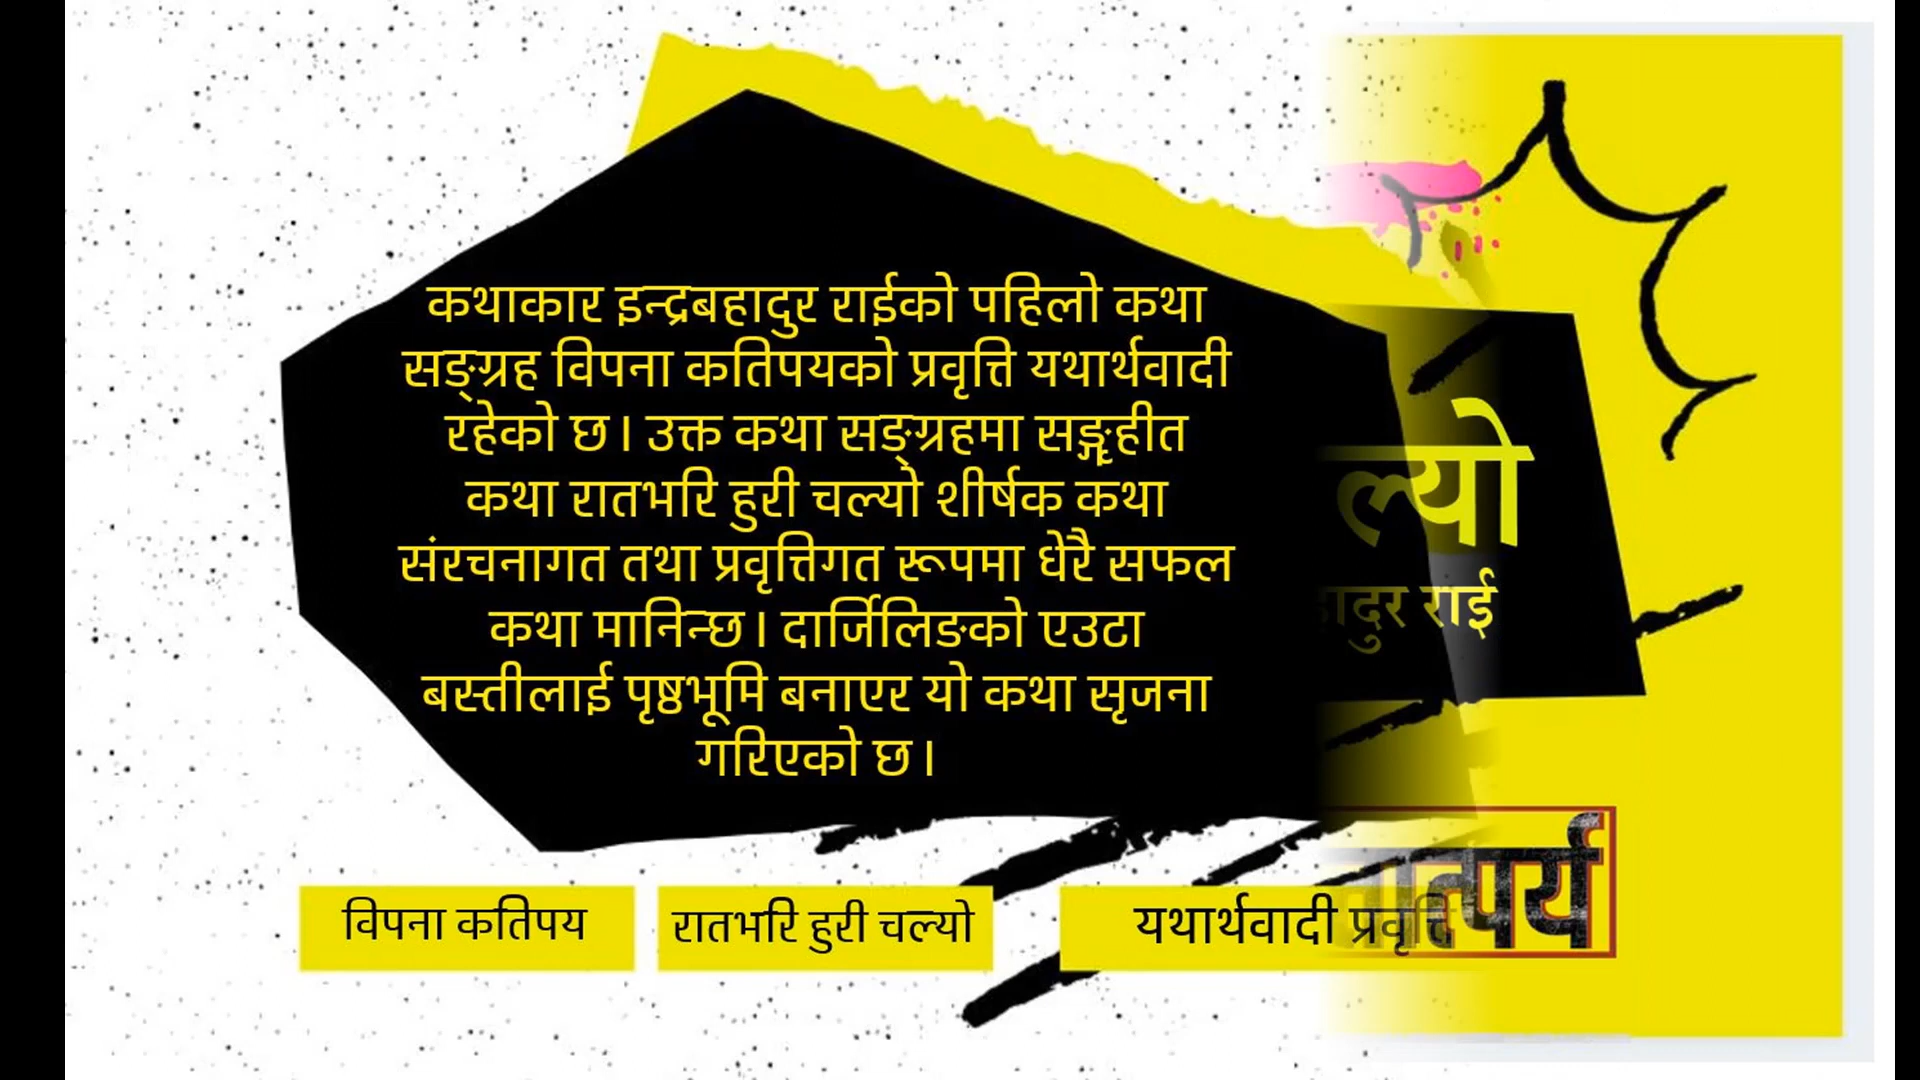 कथाकार इन्द्रबहादुर राईको पहिलो कथा
सङ्ग्रह विपना कतिपयको प्रवृत्ति यथार्थवादी
रहेको छ । उक्त कथा सङ्ग्रहमा सङ्गृहीत
कथा रातभरि हुरी चल्यो शीर्षक कथा
संरचनागत तथा प्रवृत्तिगत रूपमा धेरै सफल
कथा मानिन्छ । दार्जिलिङको एउटा
बस्तीलाई पृष्ठभूमि बनाएर यो कथा सृजना
गरिएको छ ।
ल्यो
हादुर राई
विपना कतिपय
रातभरि हुरी चल्यो
यथार्थवादी प्रवृत्ति